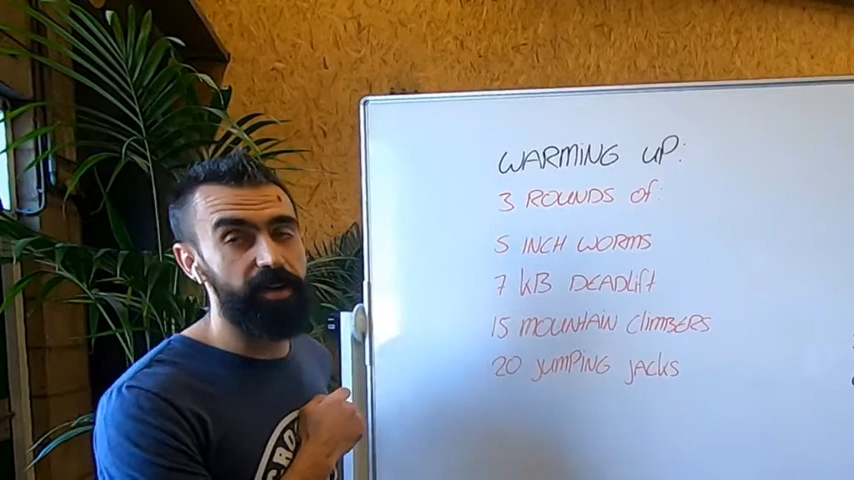 WARMING UP:
3 ROUNDS OF:
5 INCH WORMS
7 KB DEADLIFT
15 MOUNTAIN CLIMBERS
20 JUMPING JACKS